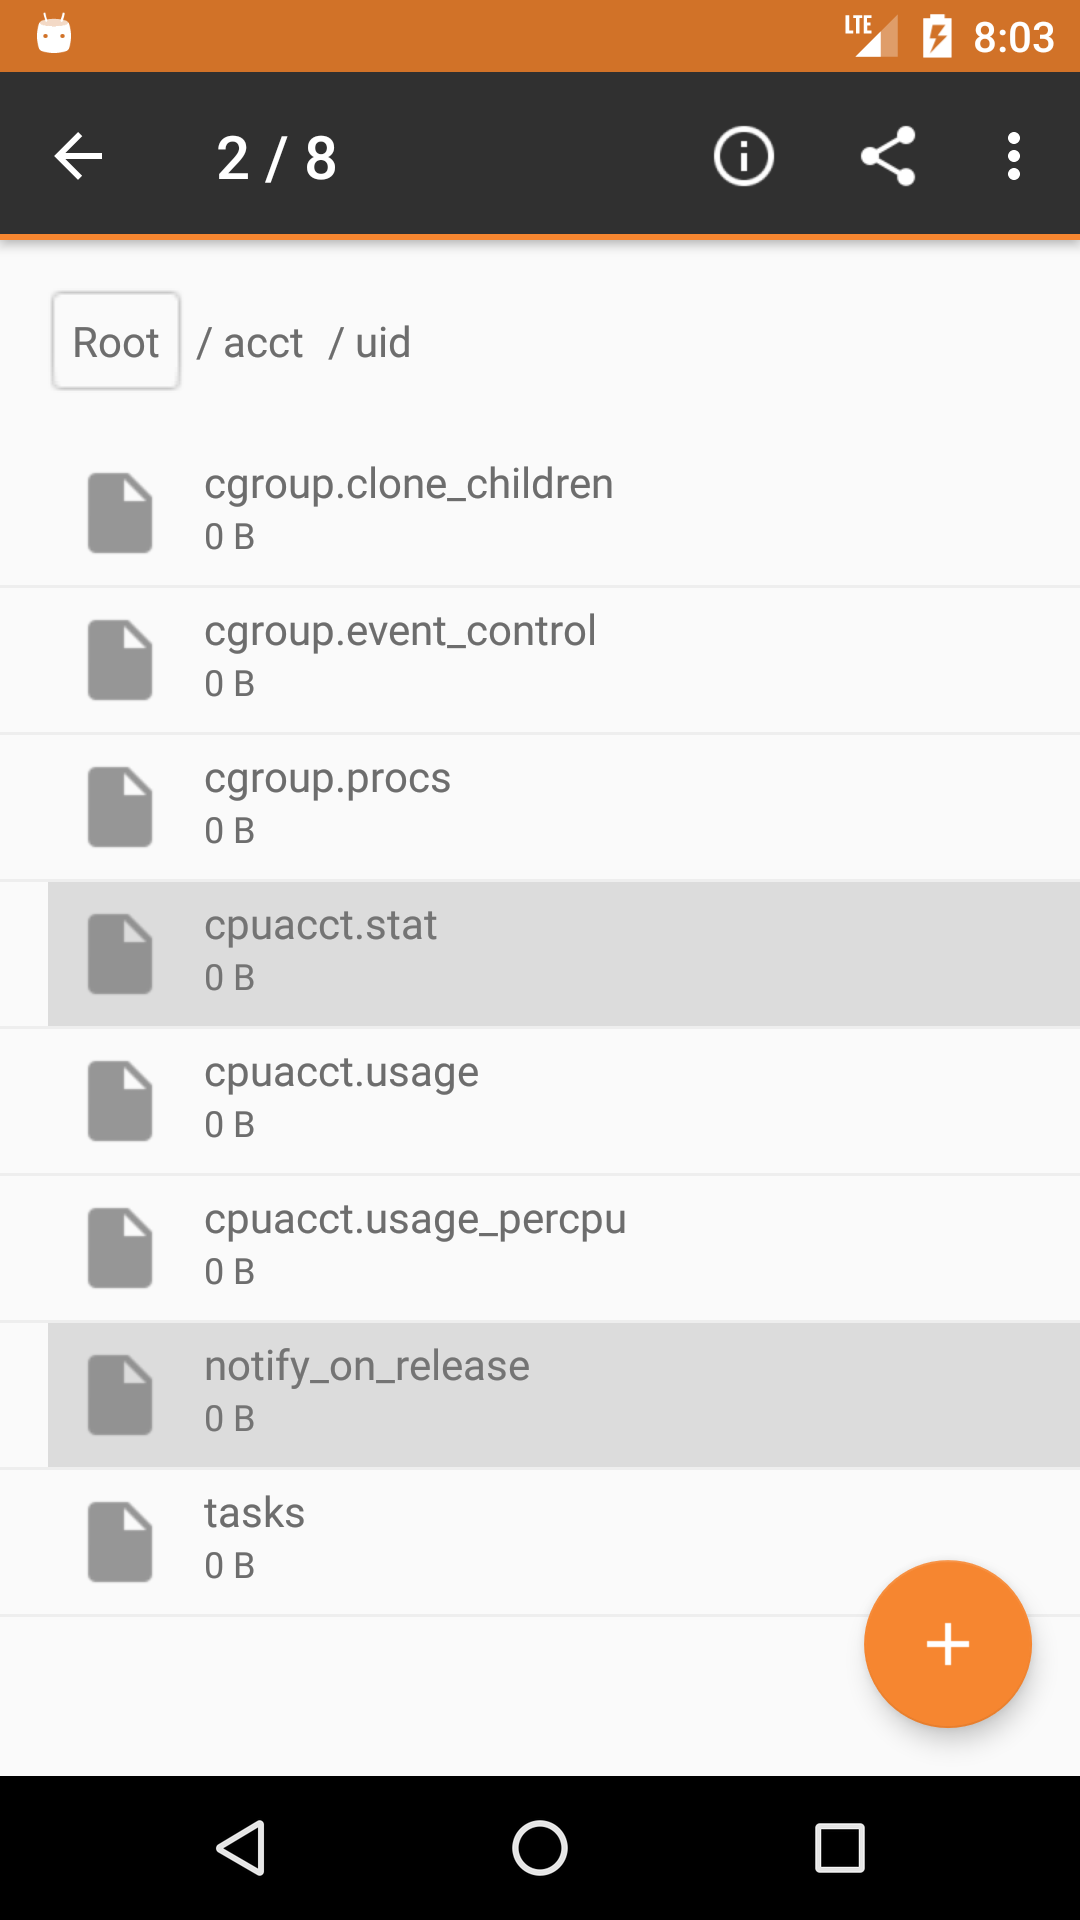 LTE 8:03
2 / 8
Root / acct / uid
cgroup.clone_children
0 B
cgroup.event_control
0 B
cgroup.procs
0 B
cpuacct.stat
0 B
cpuacct.usage
0 B
cpuacct.usage_percpu
0 B
notify_on_release
0 B
tasks
0 B